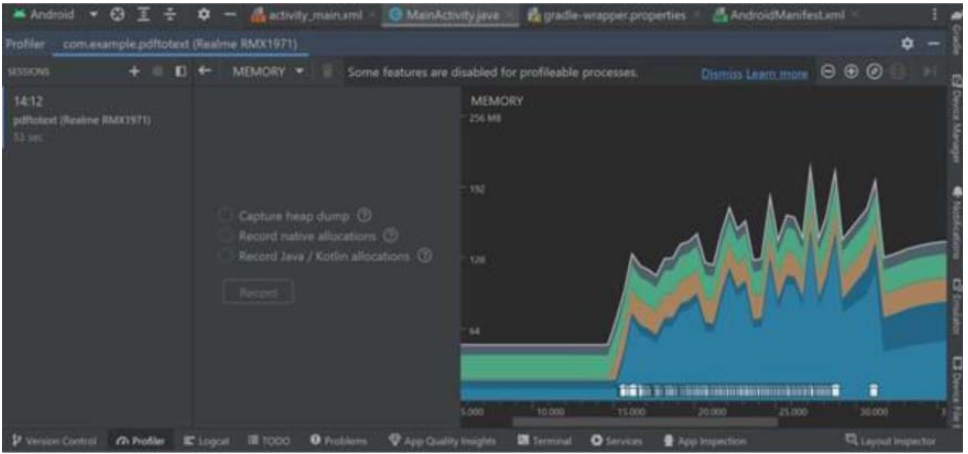 Android activity_main.xml MainActivity.java gradle-wrapper.properties AndroidManifest.xml
Profiler com.example.pdftotext (Realme RMX1971)
SESSIONS MEMORY Some features are disabled for profileable processes. Dismiss Learn more
14:12
pdftotext (Realme RMX1971)
53 sec
Capture heap dump
Record native allocations
Record Java / Kotlin allocations
Record
MEMORY
256 MB
192
128
64
5.000 10.000 15.000 20.000 25.000 30.000
Gradle
Device Manager
Notifications
Emulator
Device File E
Version Control Profiler Logcat TODO Problems App Quality Insights Terminal Services App Inspection Layout Inspector